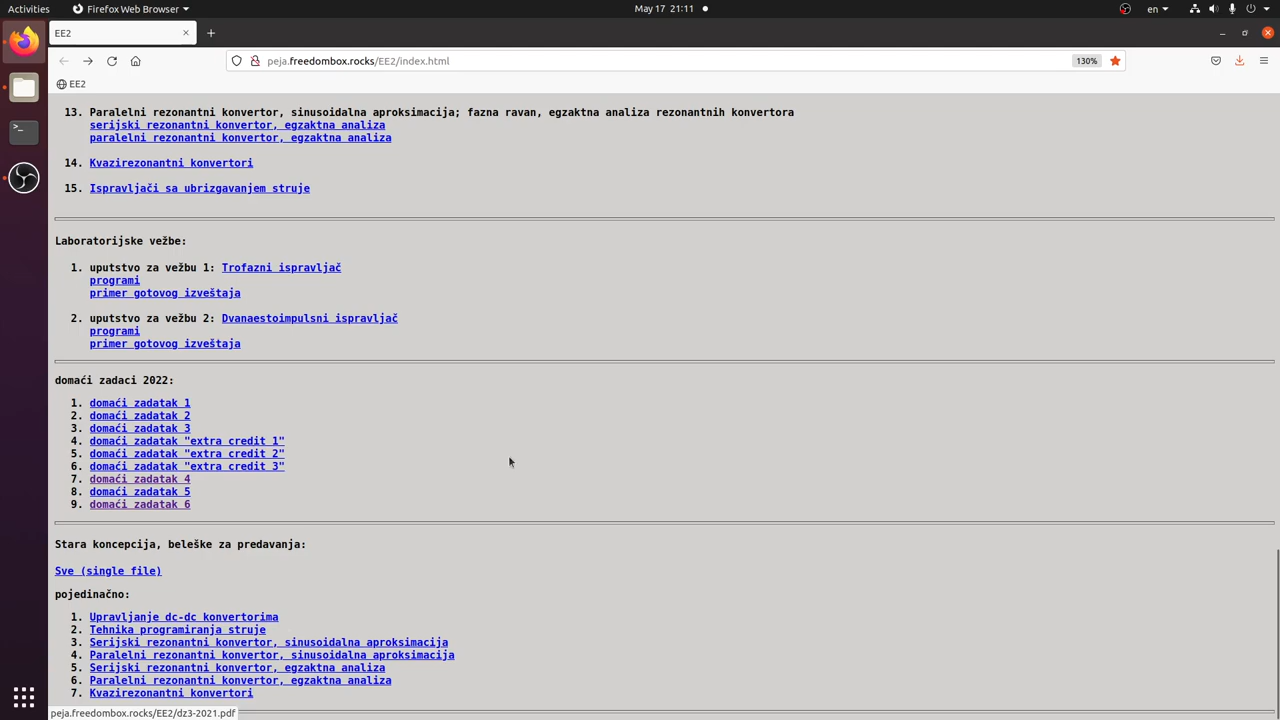 Activities
Firefox Web Browser
May 17 21:11
en
EE2
peja.freedombox.rocks/EE2/index.html
130%
EE2
13. Paralelni rezonantni konvertor, sinusoidalna aproksimacija; fazna ravan, egzaktna analiza rezonantnih konvertora
serijski rezonantni konvertor, egzaktna analiza
paralelni rezonantni konvertor, egzaktna analiza
14. Kvazirezonantni konvertori
15. Ispravljači sa ubrizgavanjem struje
Laboratorijske vežbe:
1. uputstvo za vežbu 1: Trofazni ispravljač
programi
primer gotovog izveštaja
2. uputstvo za vežbu 2: Dvanaestoimpulsni ispravljač
programi
primer gotovog izveštaja
domaći zadaci 2022:
1. domaći zadatak 1
2. domaći zadatak 2
3. domaći zadatak 3
4. domaći zadatak "extra credit 1"
5. domaći zadatak "extra credit 2"
6. domaći zadatak "extra credit 3"
7. domaći zadatak 4
8. domaći zadatak 5
9. domaći zadatak 6
Stara koncepcija, beleške za predavanja:
Sve (single file)
pojedinačno:
1. Upravljanje dc-dc konvertorima
2. Tehnika programiranja struje
3. Serijski rezonantni konvertor, sinusoidalna aproksimacija
4. Paralelni rezonantni konvertor, sinusoidalna aproksimacija
5. Serijski rezonantni konvertor, egzaktna analiza
6. Paralelni rezonantni konvertor, egzaktna analiza
7. Kvazirezonantni konvertori
peja.freedombox.rocks/EE2/dz3-2021.pdf